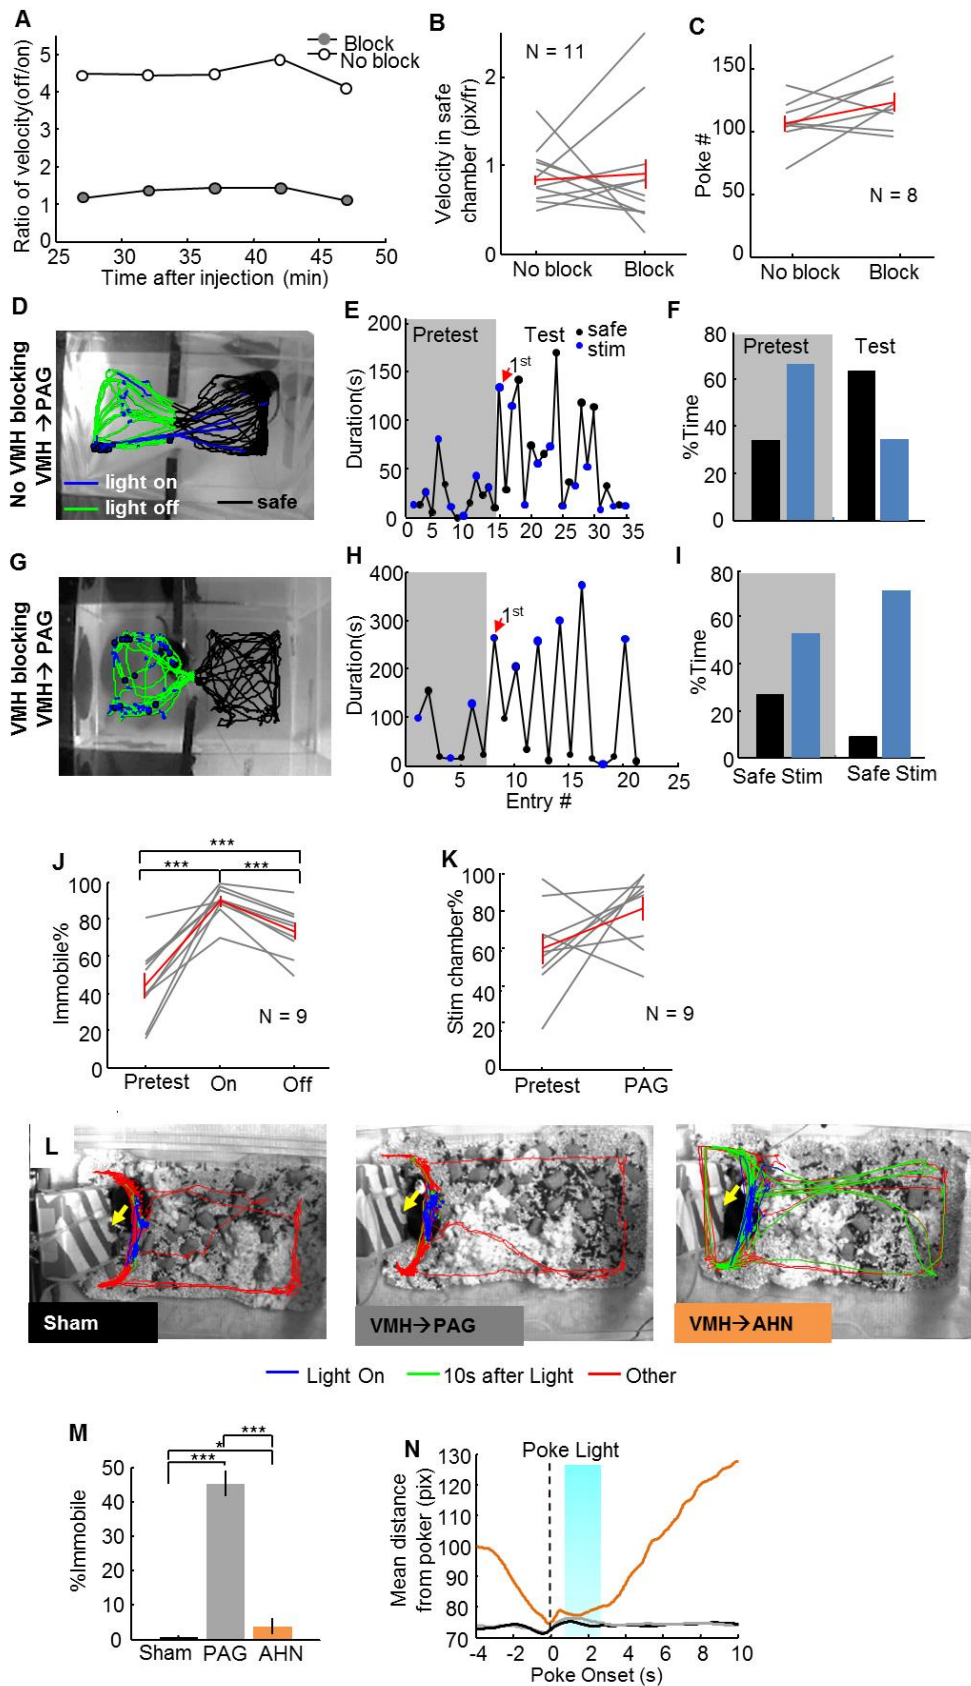 A
Ratio of velocity(off/on)
5
4
3
2
1
0
25 30 35 40 45 50
Time after injection (min)
Block
No block
B
Velocity in safe
chamber (pix/fr)
2
1
0
N = 11
No block Block
C
Poke #
150
100
50
0
N = 8
No block Block
D
No VMH blocking
VMH →PAG
light on
light off
safe
E
Duration(s)
200
150
100
50
0
Pretest Test
safe
stim
1st
0 5 10 15 20 25 30 35
F
%Time
80
60
40
20
0
Pretest Test
G
VMH blocking
VMH→ PAG
H
Duration(s)
400
300
200
100
0
1st
0 5 10 15 20 25
Entry #
I
%Time
80
60
40
20
0
Safe Stim Safe Stim
J
Immobile%
100
80
60
40
20
0
***
*** ***
N = 9
Pretest On Off
K
Stim chamber%
100
80
60
40
20
0
N = 9
Pretest PAG
L
Sham
VMH→PAG
VMH→AHN
Light On 10s after Light Other
M
%Immobile
50
40
30
20
10
0
***
*
***
Sham PAG AHN
N
Mean distance
from poker (pix)
130
120
110
100
90
80
70
Poke Light
-4 -2 0 2 4 6 8 10
Poke Onset (s)